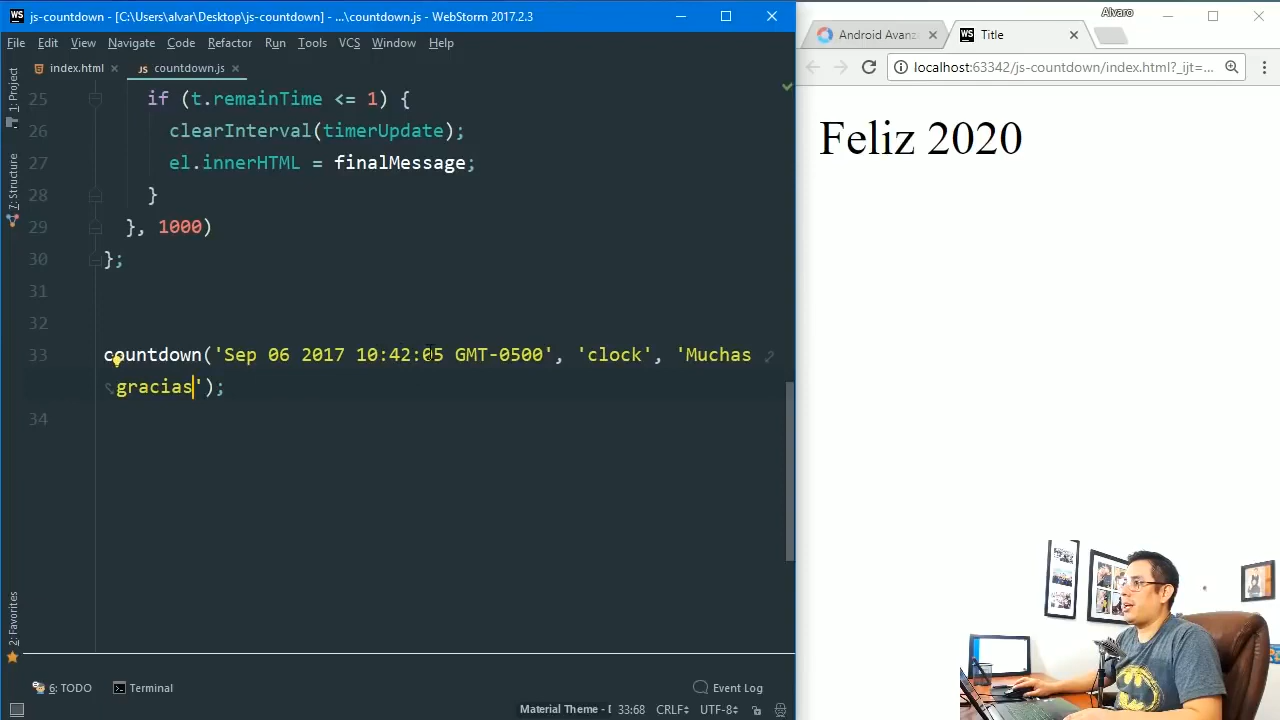 js-countdown - [C:\Users\alvar\Desktop\js-countdown] - ...\countdown.js - WebStorm 2017.2.3
File Edit View Navigate Code Refactor Run Tools VCS Window Help
index.html
countdown.js
1: Project
7: Structure
2: Favorites
25 if (t.remainTime <= 1) {
26 clearInterval(timerUpdate);
27 el.innerHTML = finalMessage;
28 }
29 }, 1000)
30 };
31
32
33 countdown('Sep 06 2017 10:42:05 GMT-0500', 'clock', 'Muchas
gracias');
34
6: TODO
Terminal
Event Log
Material Theme - 33:68 CRLF UTF-8
Alvaro
Android Avanz
Title
localhost:63342/js-countdown/index.html?_ijt=...
Feliz 2020